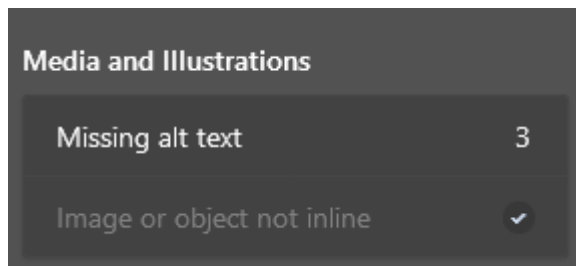 Media and Illustrations
Missing alt text 3
Image or object not inline